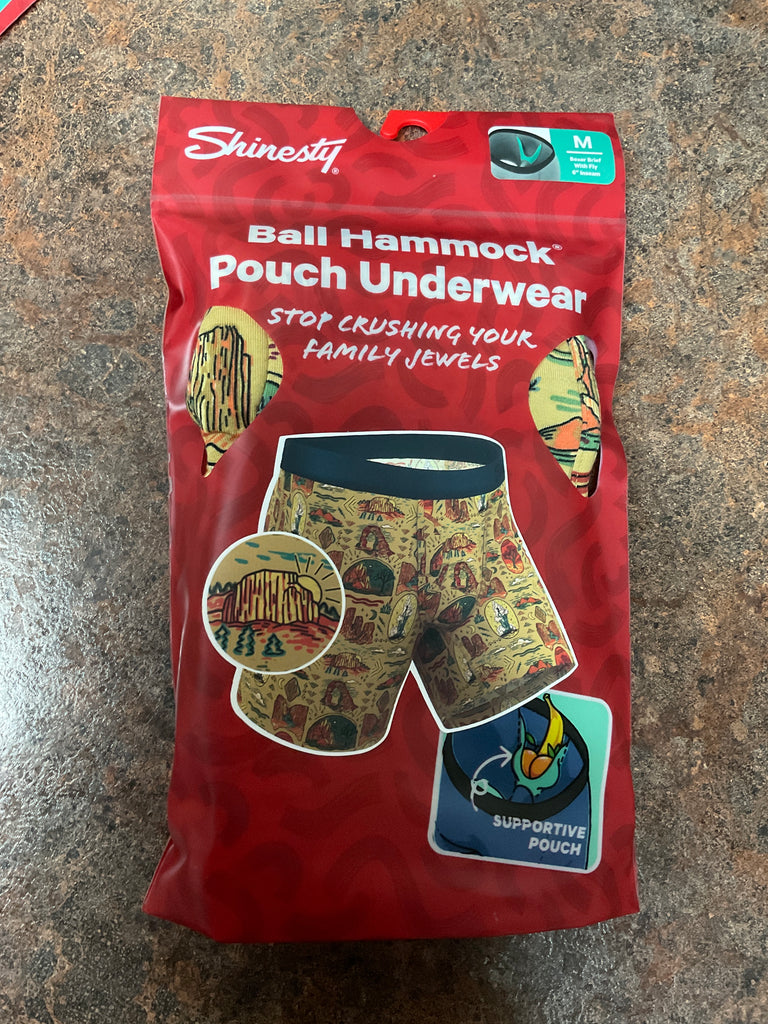 Shinesty®
M
Boxer Brief
With Fly
6" Inseam
Ball Hammock®
Pouch Underwear
STOP CRUSHING YOUR
FAMILY JEWELS
SUPPORTIVE
POUCH